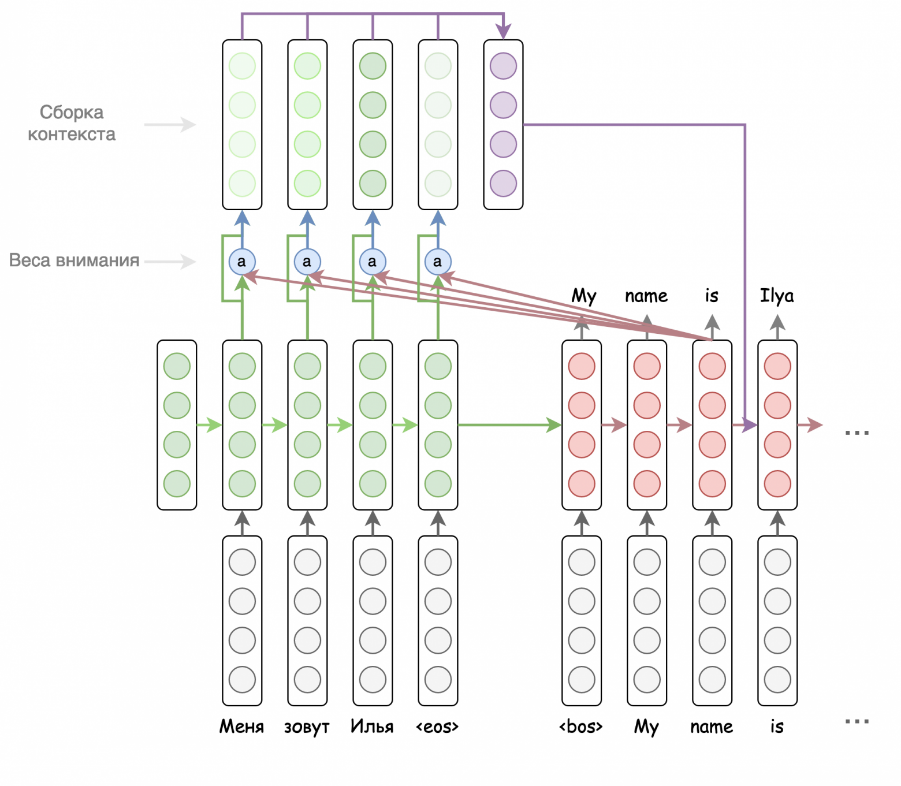 Сборка
контекста
Веса внимания
a a a a
My name is Ilya
...
Меня зовут Илья <eos> <bos> My name is
...